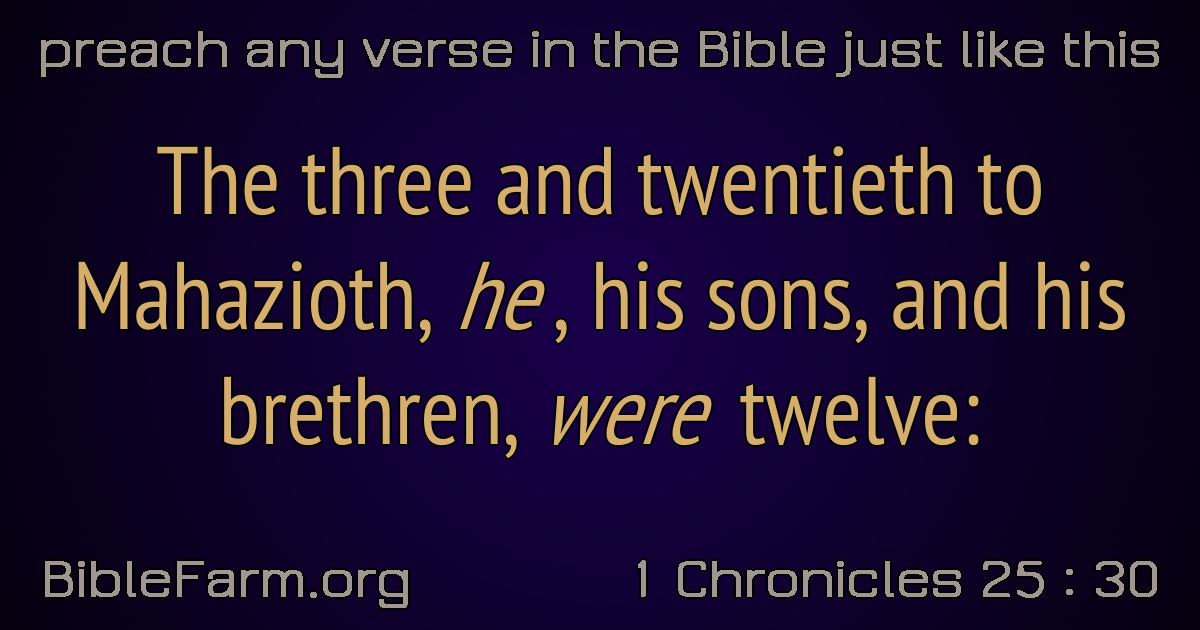 preach any verse in the Bible just like this
The three and twentieth to
Mahazioth, he , his sons, and his
brethren, were twelve:
BibleFarm.org
1 Chronicles 25 : 30